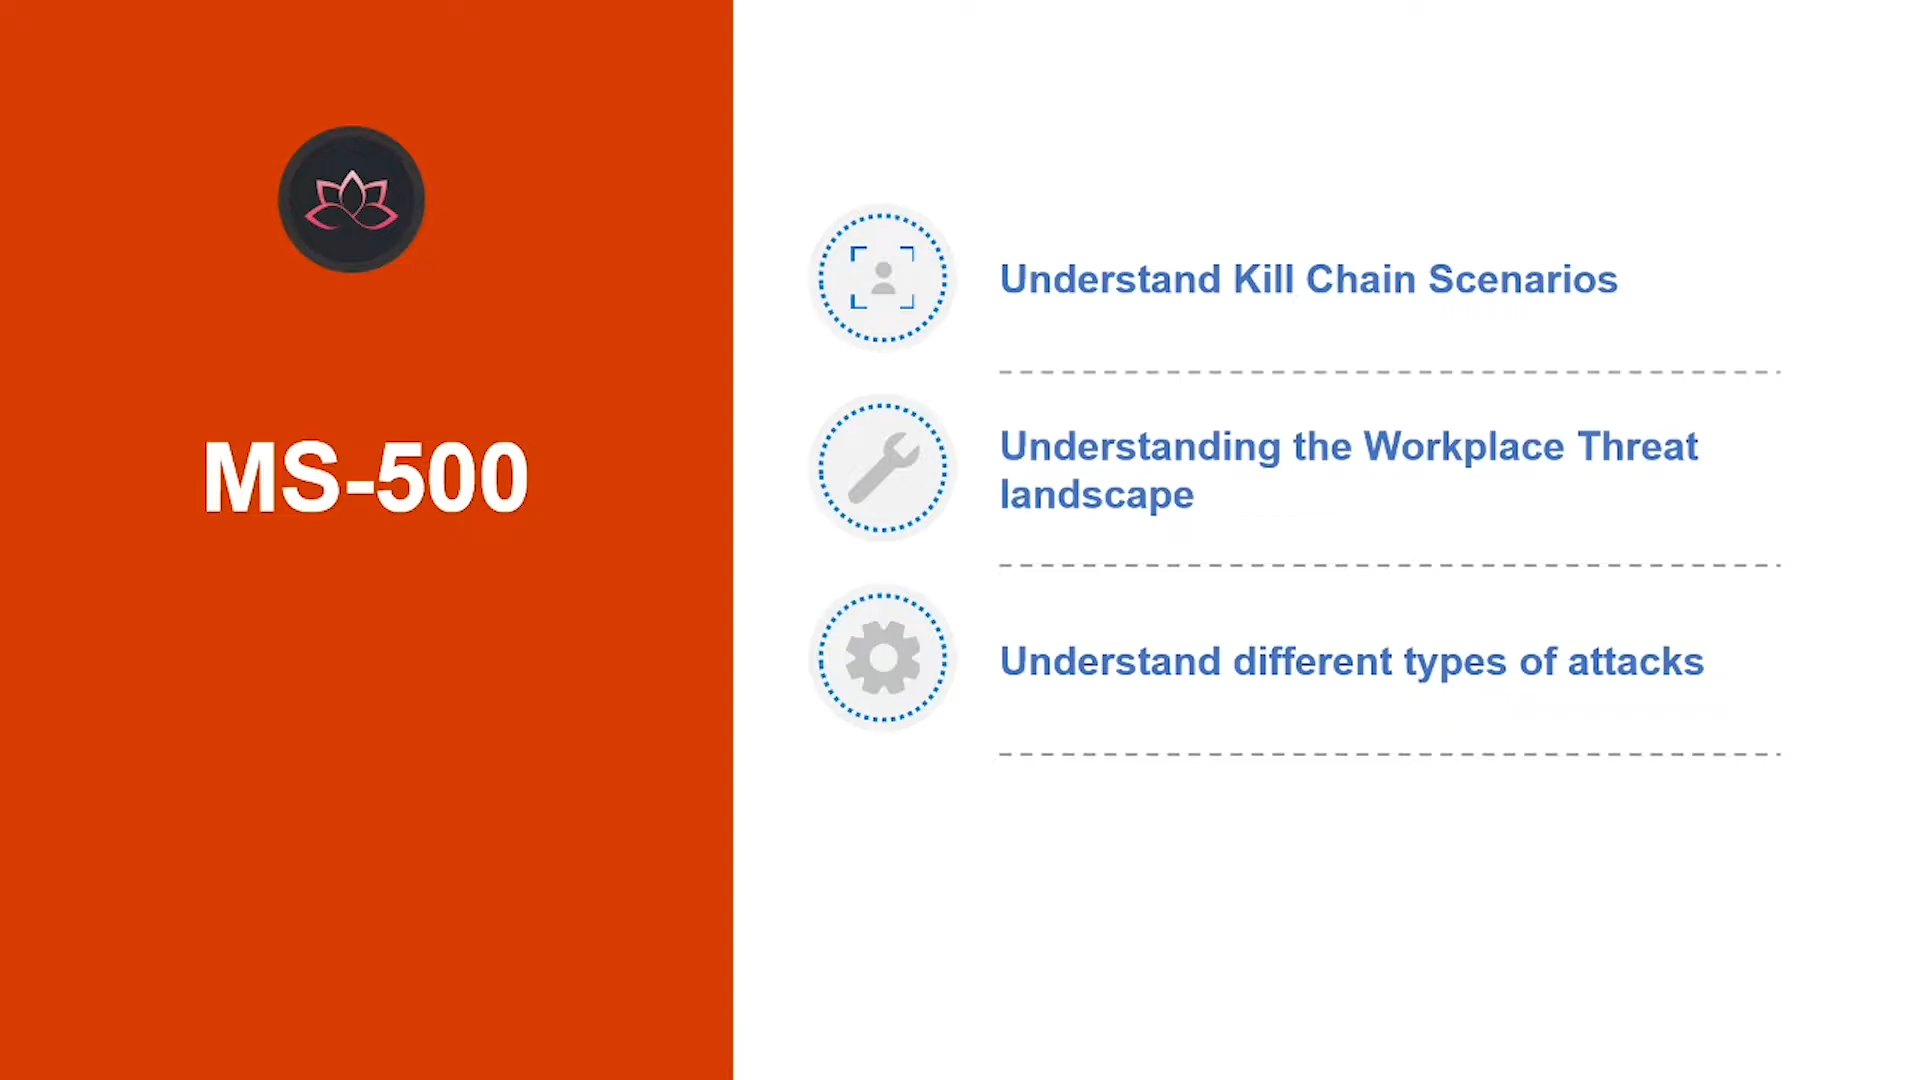 MS-500
Understand Kill Chain Scenarios
Understanding the Workplace Threat
landscape
Understand different types of attacks